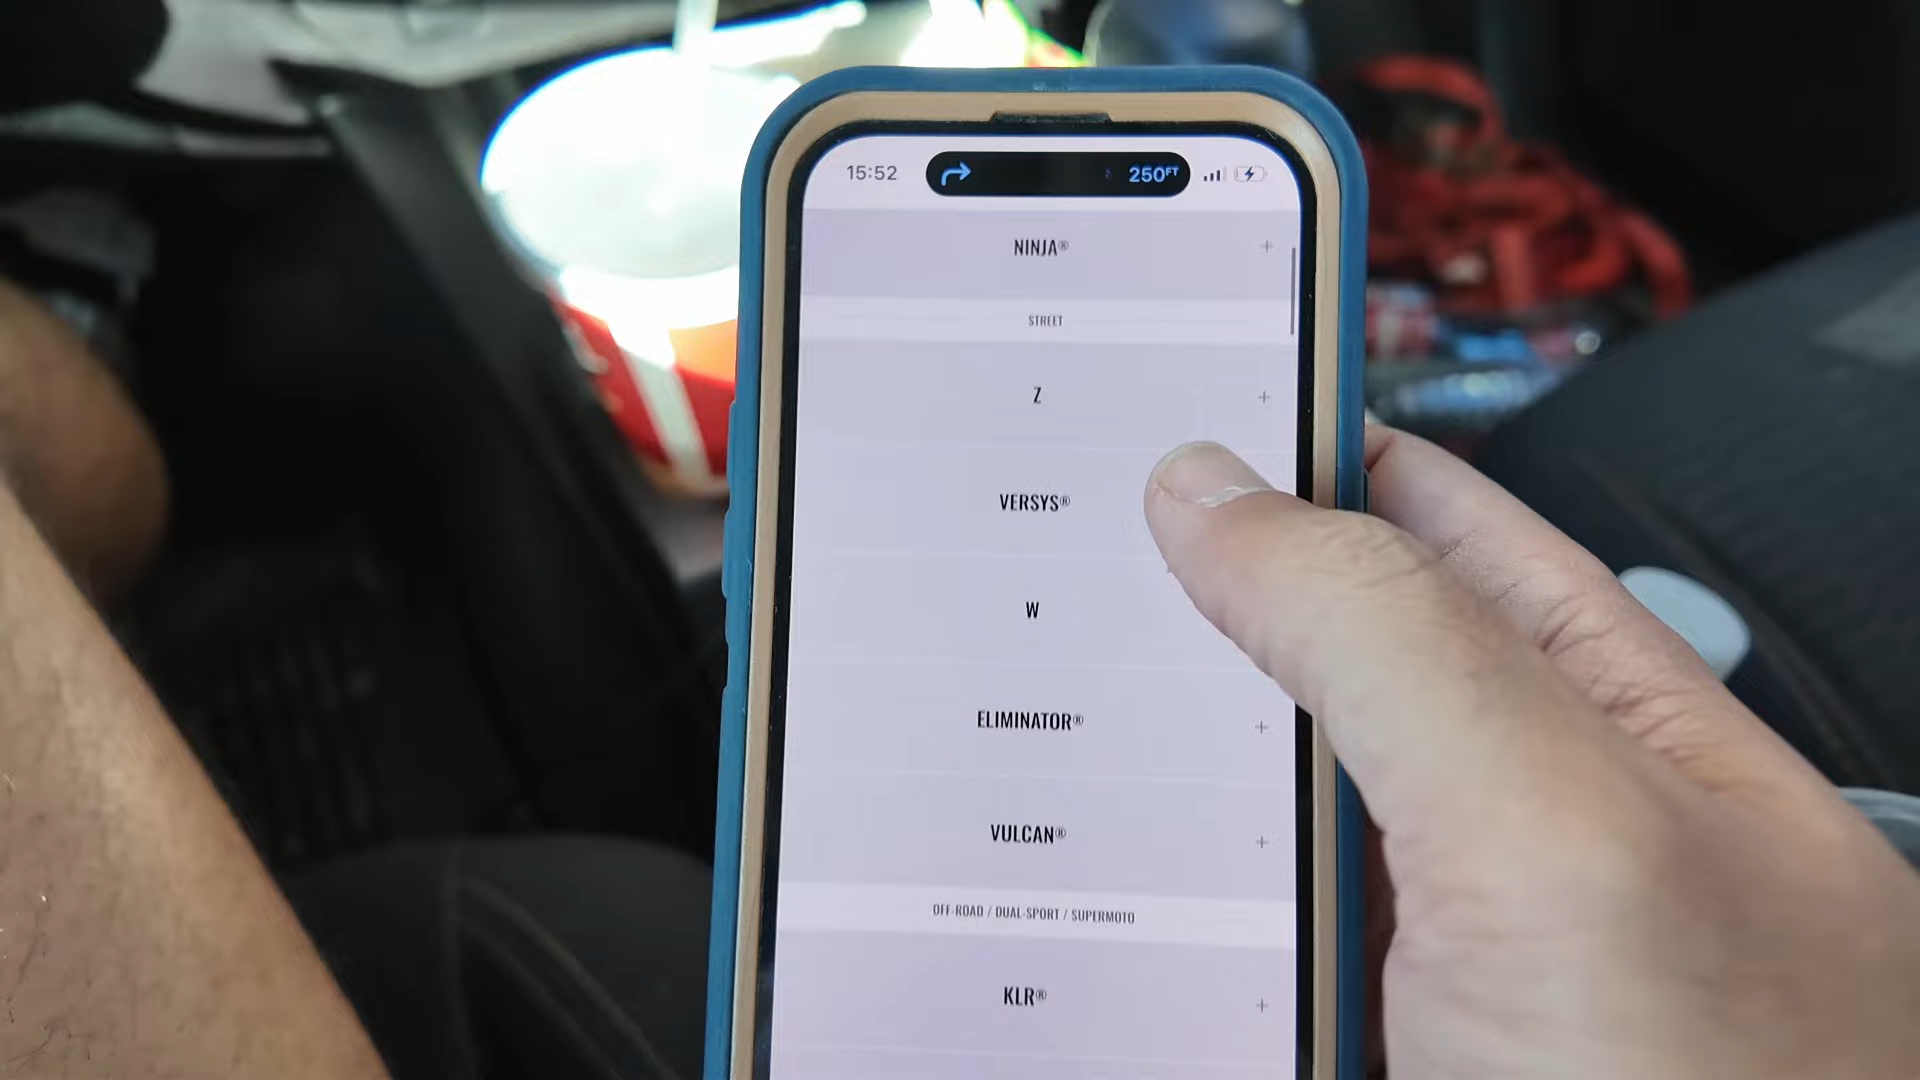 15:52
250FT
NINJA®
+
STREET
Z
+
VERSYS®
W
ELIMINATOR®
+
VULCAN®
+
OFF-ROAD / DUAL-SPORT / SUPERMOTO
KLR®
+